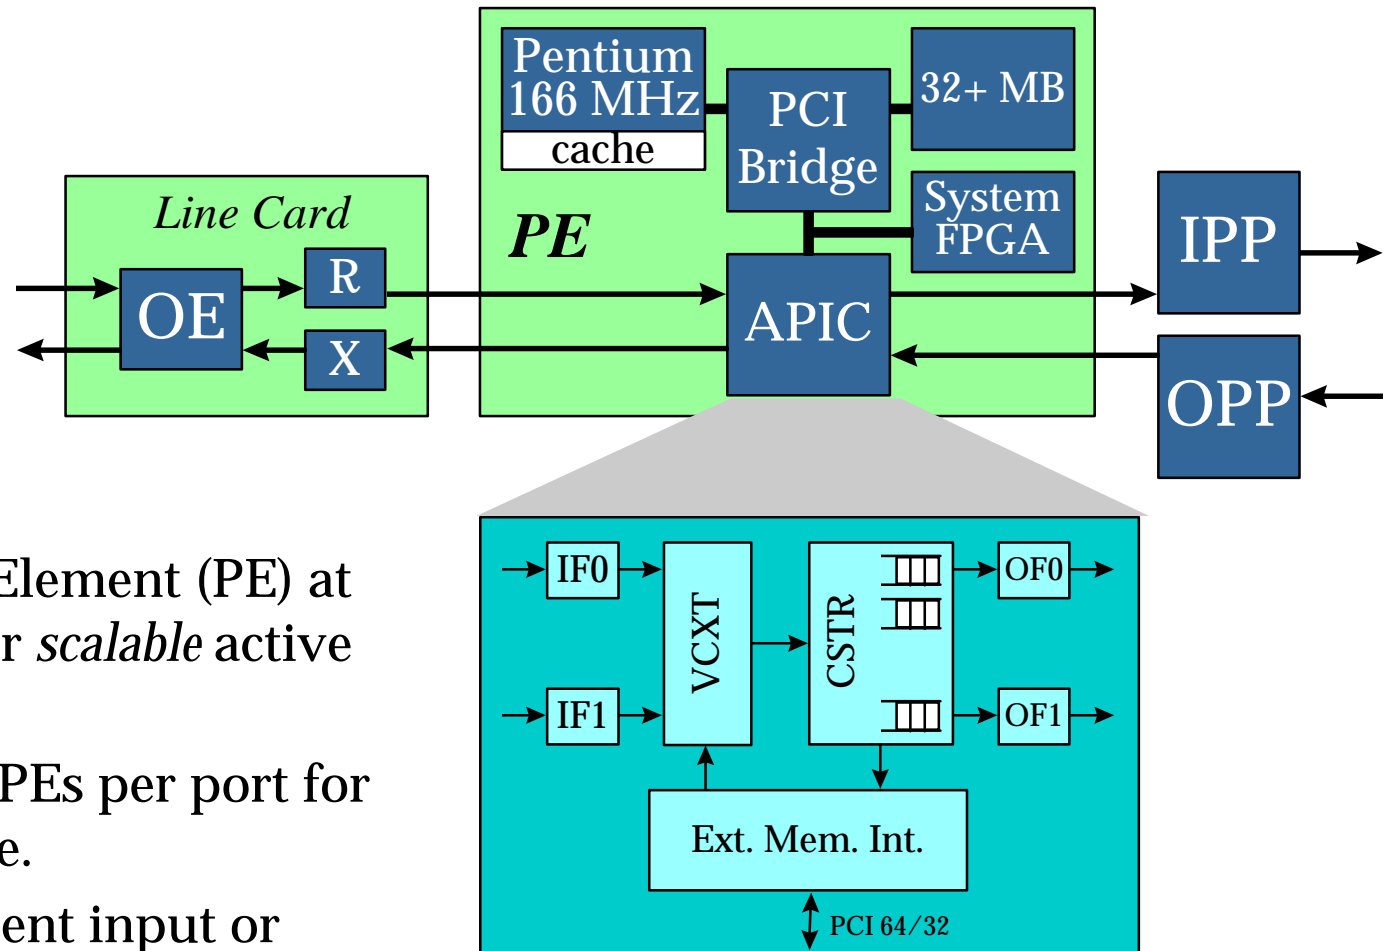 Pentium
166 MHz
cache
PCI
Bridge
32+ MB
System
FPGA
PE
APIC
Line Card
OE
R
X
IPP
OPP
IF0
IF1
VCXT
CSTR
OF0
OF1
Ext. Mem. Int.
PCI 64/32
Element (PE) at
r scalable active
PEs per port for
e.
ent input or